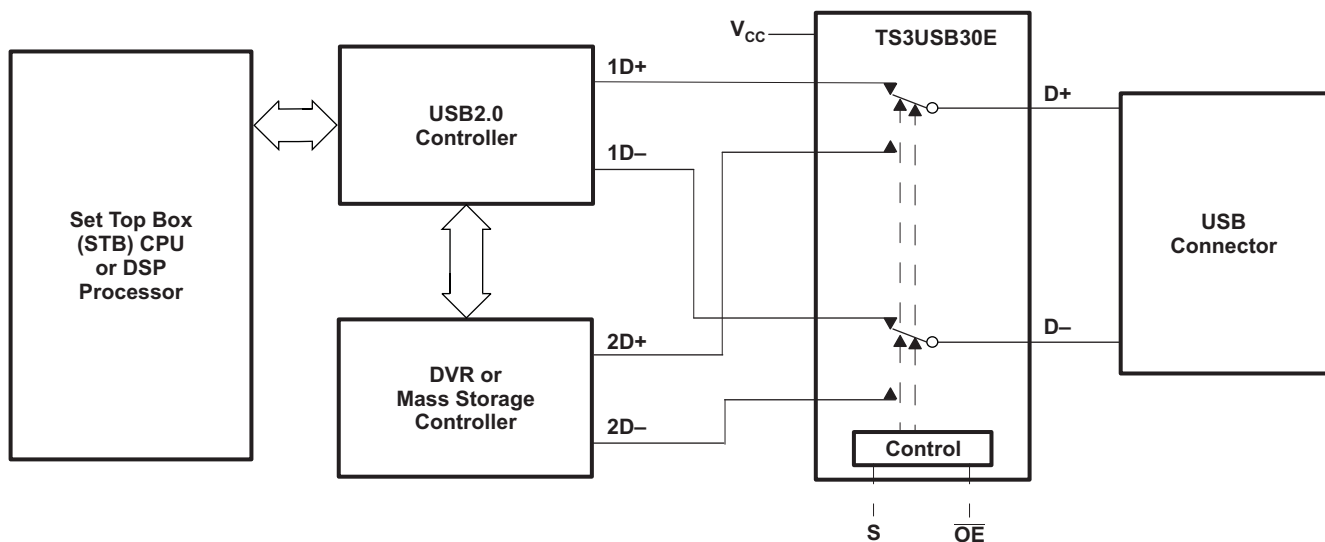 Set Top Box
(STB) CPU
or DSP
Processor
USB2.0
Controller
DVR or
Mass Storage
Controller
1D+
1D–
2D+
2D–
VCC
TS3USB30E
Control
S
OE
D+
D–
USB
Connector